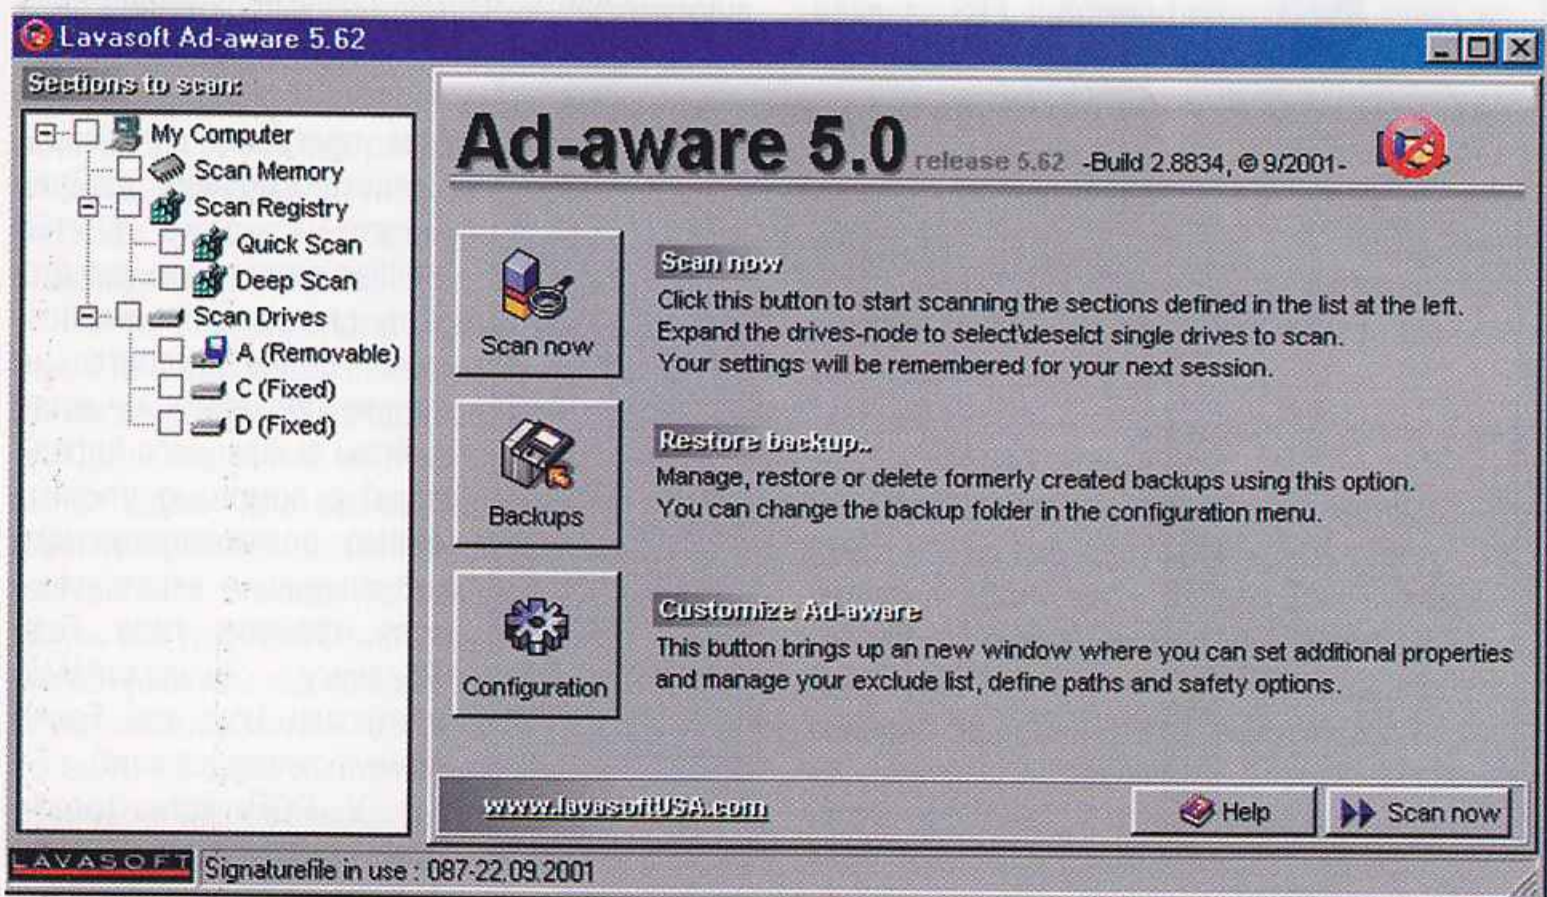 Lavasoft Ad-aware 5.62
Sections to scan:
My Computer
Scan Memory
Scan Registry
Quick Scan
Deep Scan
Scan Drives
A (Removable)
C (Fixed)
D (Fixed)
Ad-aware 5.0 release 5.62 -Build 2.8834, © 9/2001-
Scan now
Scan now
Click this button to start scanning the sections defined in the list at the left.
Expand the drives-node to select\deselct single drives to scan.
Your settings will be remembered for your next session.
Backups
Restore backup..
Manage, restore or delete formerly created backups using this option.
You can change the backup folder in the configuration menu.
Configuration
Customize Ad-aware
This button brings up an new window where you can set additional properties
and manage your exclude list, define paths and safety options.
www.lavasoftUSA.com
Help
Scan now
LAVASOFT
Signaturefile in use : 087-22.09.2001